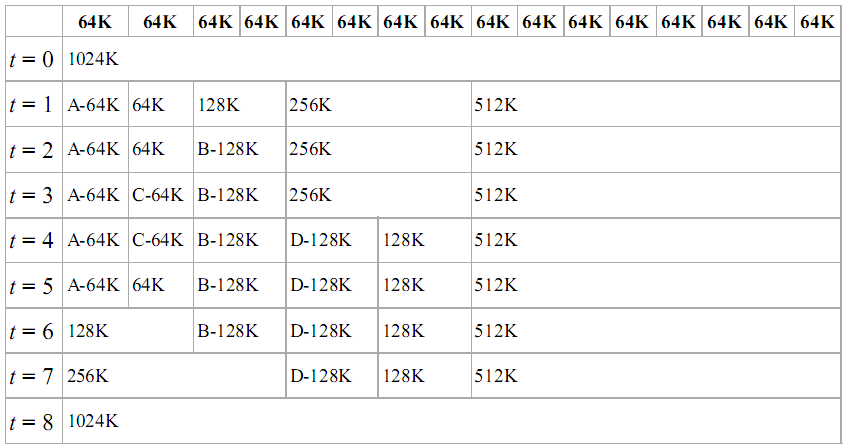 64K 64K 64K 64K 64K 64K 64K 64K 64K 64K 64K 64K 64K 64K 64K 64K
t = 0 1024K
t = 1 A-64K 64K 128K 256K 512K
t = 2 A-64K 64K B-128K 256K 512K
t = 3 A-64K C-64K B-128K 256K 512K
t = 4 A-64K C-64K B-128K D-128K 128K 512K
t = 5 A-64K 64K B-128K D-128K 128K 512K
t = 6 128K B-128K D-128K 128K 512K
t = 7 256K D-128K 128K 512K
t = 8 1024K